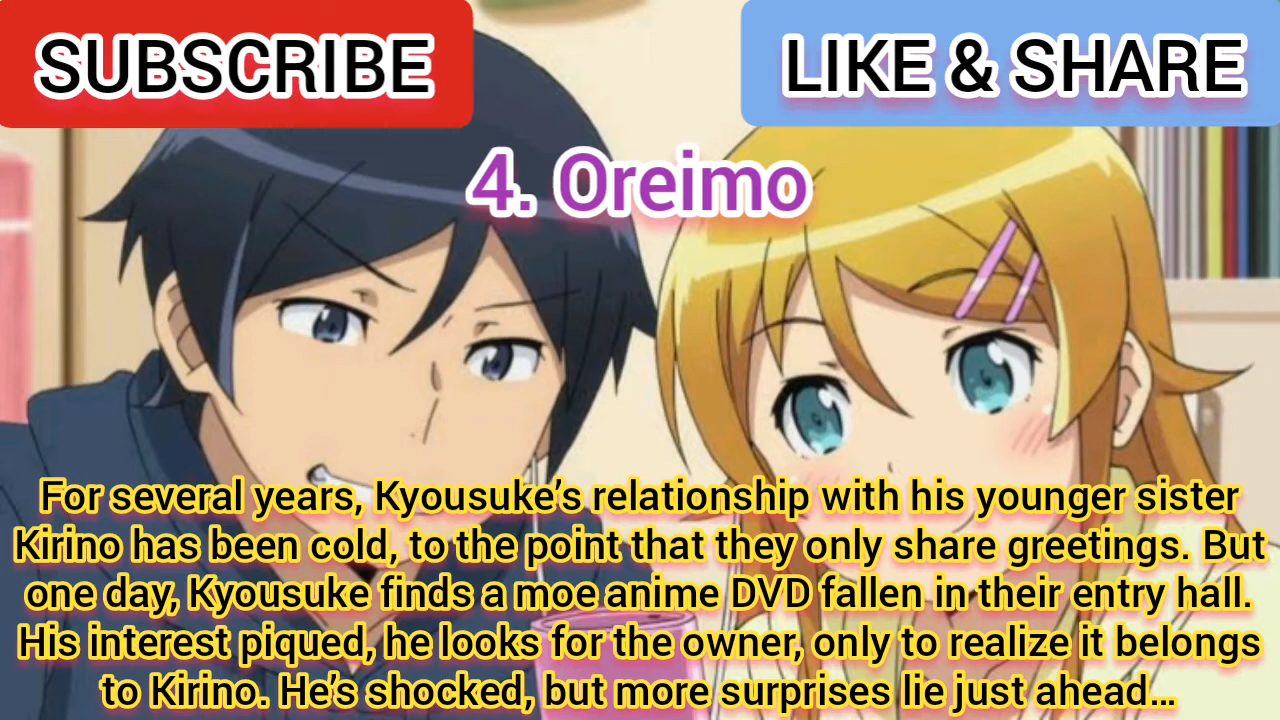 SUBSCRIBE
LIKE & SHARE
4. Oreimo
For several years, Kyousuke’s relationship with his younger sister
Kirino has been cold, to the point that they only share greetings. But
one day, Kyousuke finds a moe anime DVD fallen in their entry hall.
His interest piqued, he looks for the owner, only to realize it belongs
to Kirino. He’s shocked, but more surprises lie just ahead…